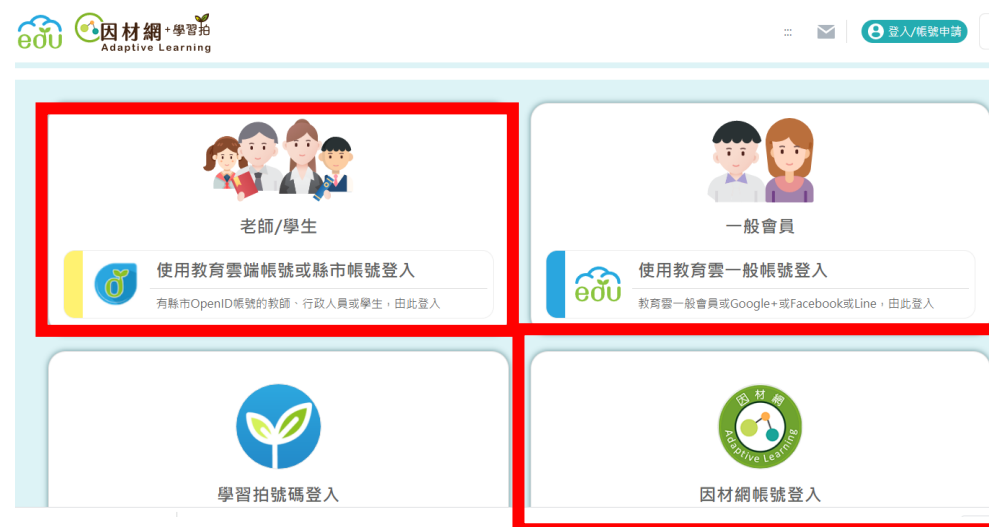 edu 因材網+學習拍
Adaptive Learning
:::
登入/帳號申請
老師/學生
使用教育雲端帳號或縣市帳號登入
有縣市OpenID帳號的教師、行政人員或學生，由此登入
一般會員
edu
使用教育雲一般帳號登入
教育雲一般會員或Google+或Facebook或Line，由此登入
學習拍號碼登入
因材網
Adaptive Learning
因材網帳號登入